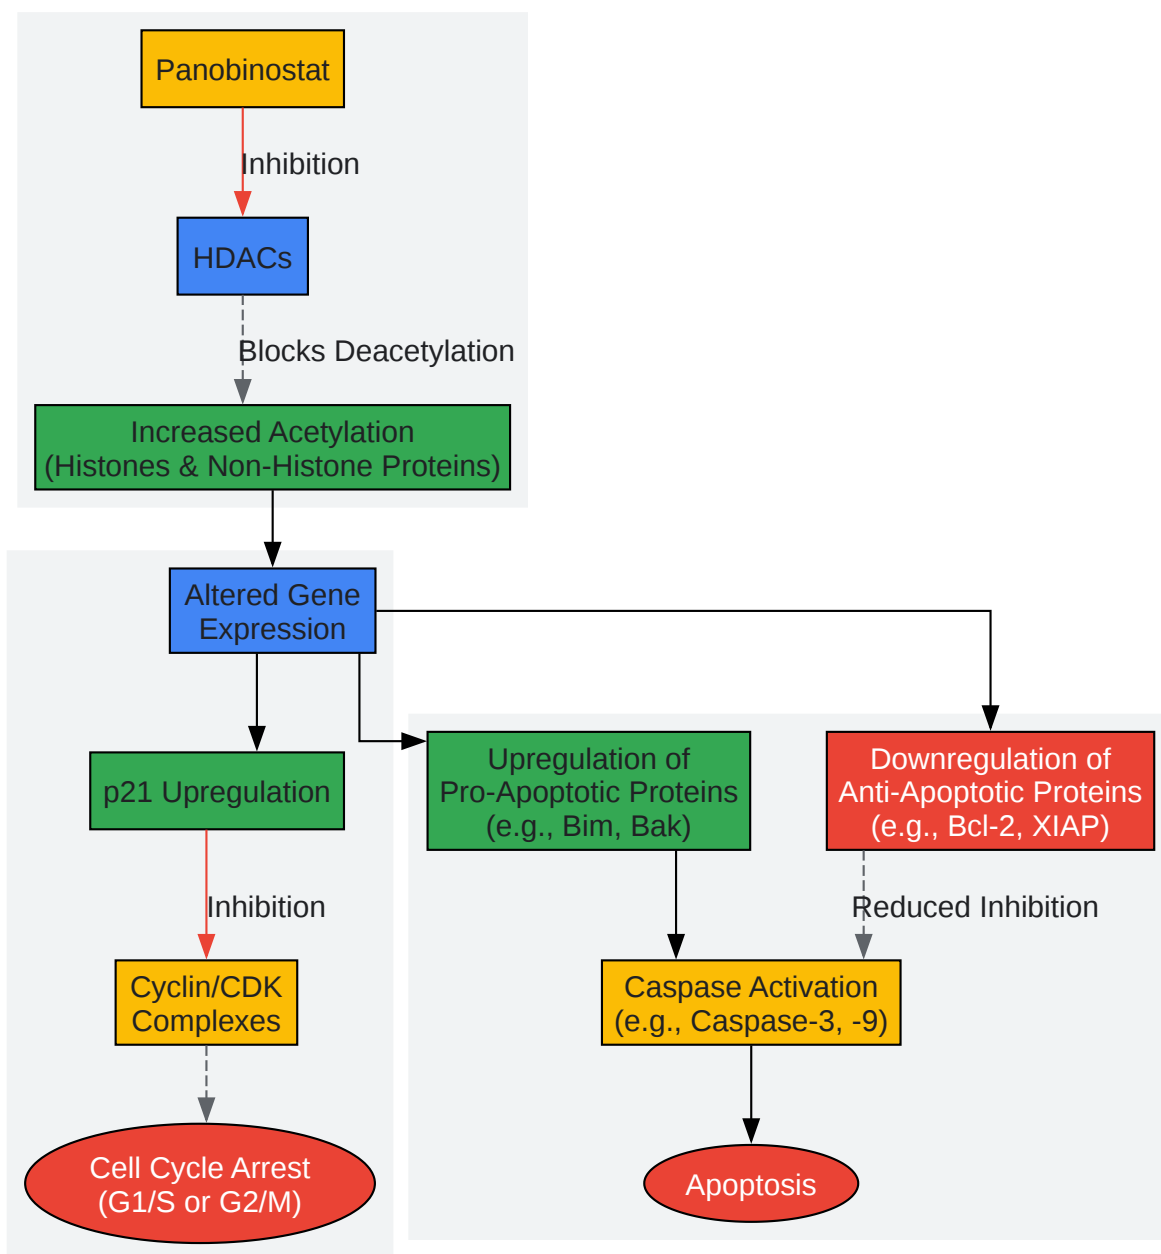 Panobinostat
Inhibition
HDACs
Blocks Deacetylation
Increased Acetylation
(Histones & Non-Histone Proteins)
Altered Gene
Expression
p21 Upregulation
Inhibition
Cyclin/CDK
Complexes
Cell Cycle Arrest
(G1/S or G2/M)
Upregulation of
Pro-Apoptotic Proteins
(e.g., Bim, Bak)
Downregulation of
Anti-Apoptotic Proteins
(e.g., Bcl-2, XIAP)
Reduced Inhibition
Caspase Activation
(e.g., Caspase-3, -9)
Apoptosis